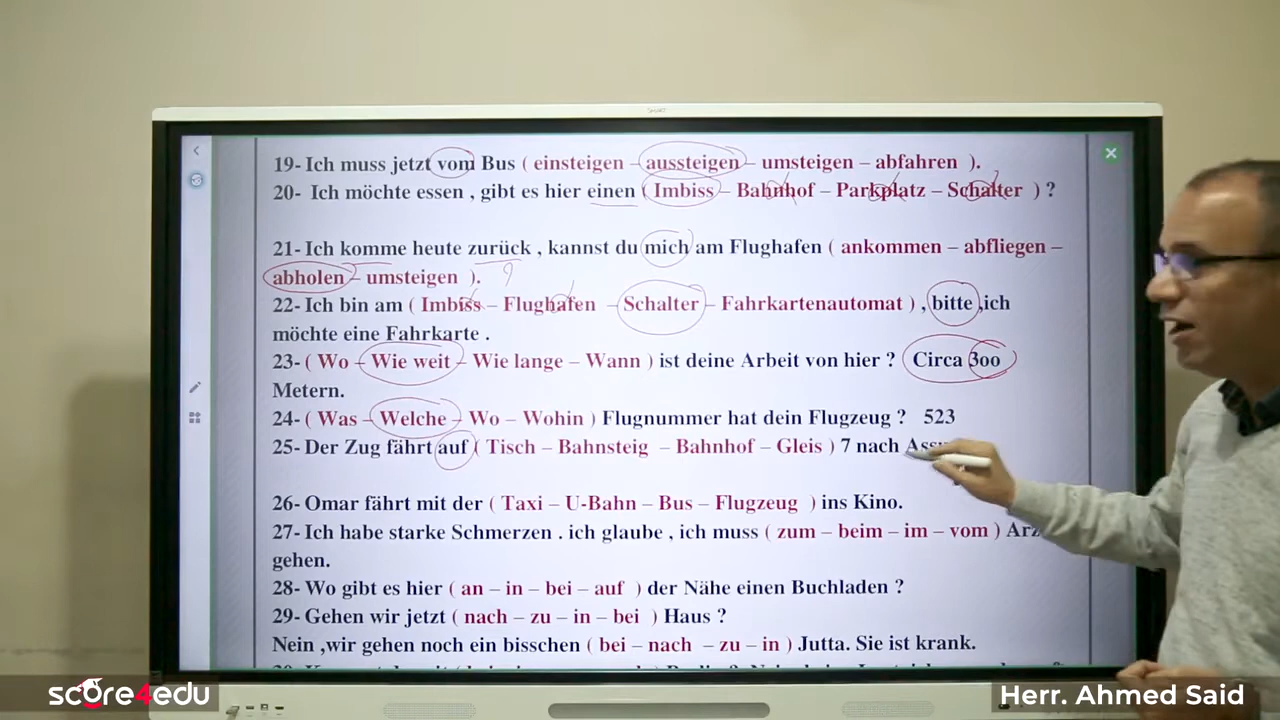 19- Ich muss jetzt vom Bus ( einsteigen – aussteigen – umsteigen – abfahren ).
20- Ich möchte essen , gibt es hier einen ( Imbiss – Bahnhof – Parkplatz – Schalter ) ?
21- Ich komme heute zurück , kannst du mich am Flughafen ( ankommen – abfliegen –
abholen – umsteigen ).
22- Ich bin am ( Imbiss – Flughafen – Schalter – Fahrkartenautomat ) , bitte ,ich
möchte eine Fahrkarte .
23- ( Wo – Wie weit – Wie lange – Wann ) ist deine Arbeit von hier ? Circa 3oo
Metern.
24- ( Was – Welche – Wo – Wohin ) Flugnummer hat dein Flugzeug ? 523
25- Der Zug fährt auf ( Tisch – Bahnsteig – Bahnhof – Gleis ) 7 nach
26- Omar fährt mit der ( Taxi – U-Bahn – Bus – Flugzeug ) ins Kino.
27- Ich habe starke Schmerzen . ich glaube , ich muss ( zum – beim – im – vom )
gehen.
28- Wo gibt es hier ( an – in – bei – auf ) der Nähe einen Buchladen ?
29- Gehen wir jetzt ( nach – zu – in – bei ) Haus ?
Nein ,wir gehen noch ein bisschen ( bei – nach – zu – in ) Jutta. Sie ist krank.
score4edu
Herr. Ahmed Said